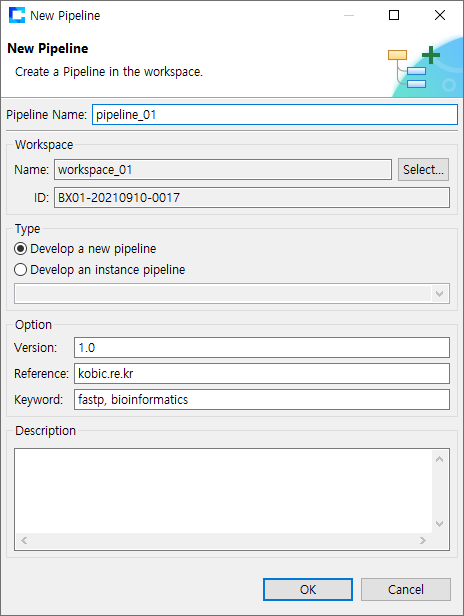 New Pipeline
New Pipeline
Create a Pipeline in the workspace.
Pipeline Name: pipeline_01
Workspace
Name: workspace_01 Select...
ID: BX01-20210910-0017
Type
Develop a new pipeline
Develop an instance pipeline
Option
Version: 1.0
Reference: kobic.re.kr
Keyword: fastp, bioinformatics
Description
OK Cancel